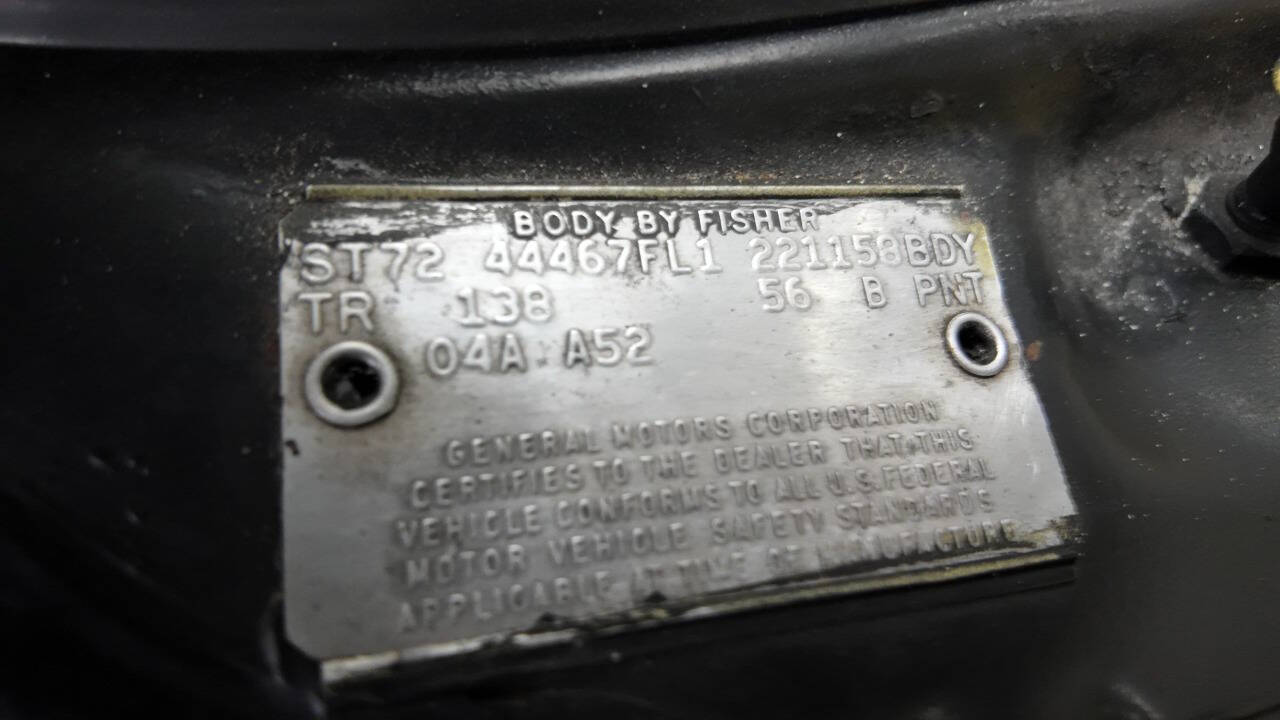 BODY BY FISHER
ST72 44467FL1 221158BDY
TR 138 56 B PNT
04A A52
GENERAL MOTORS CORPORATION
CERTIFIES TO THE DEALER THAT THIS
VEHICLE CONFORMS TO ALL U.S. FEDERAL
MOTOR VEHICLE SAFETY STANDARDS
APPLICABLE AT TIME OF MANUFACTURE